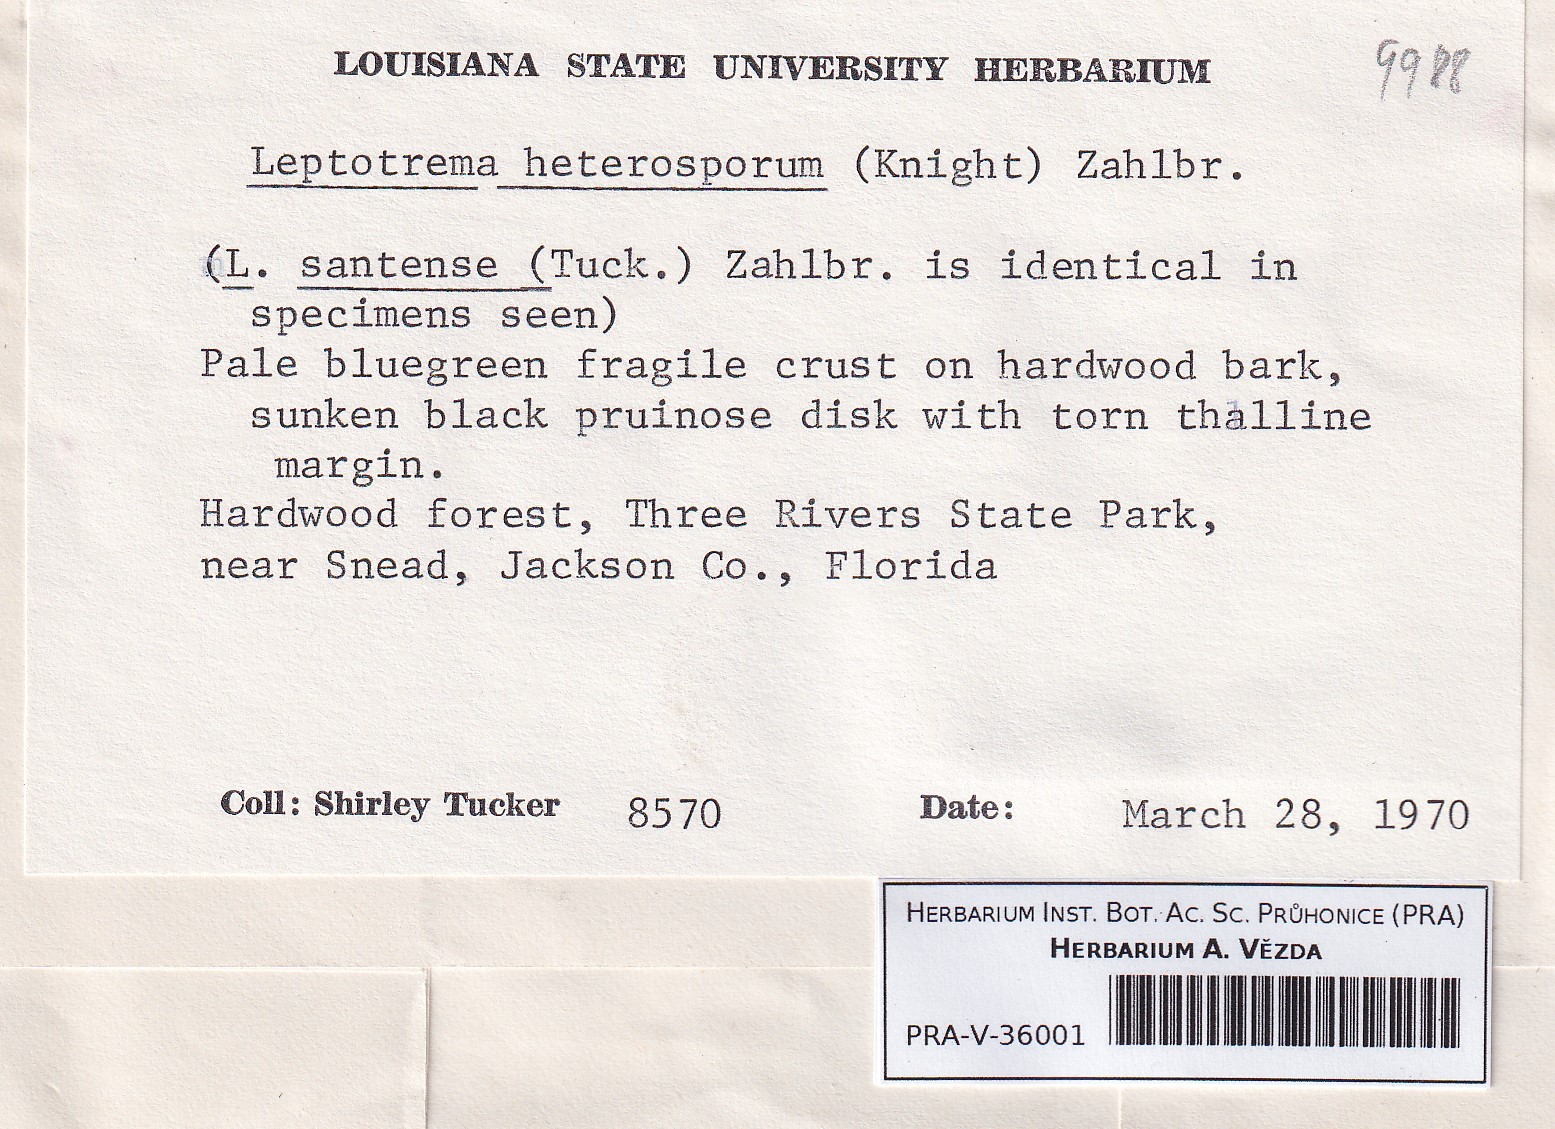 LOUISIANA STATE UNIVERSITY HERBARIUM
9988
Leptotrema heterosporum (Knight) Zahlbr.
(L. santense (Tuck.) Zahlbr. is identical in
specimens seen)
Pale bluegreen fragile crust on hardwood bark,
sunken black pruinose disk with torn thalline
margin.
Hardwood forest, Three Rivers State Park,
near Snead, Jackson Co., Florida
Coll: Shirley Tucker 8570 Date: March 28, 1970
HERBARIUM INST. BOT. AC. SC. PRŮHONICE (PRA)
HERBARIUM A. VĚZDA
PRA-V-36001